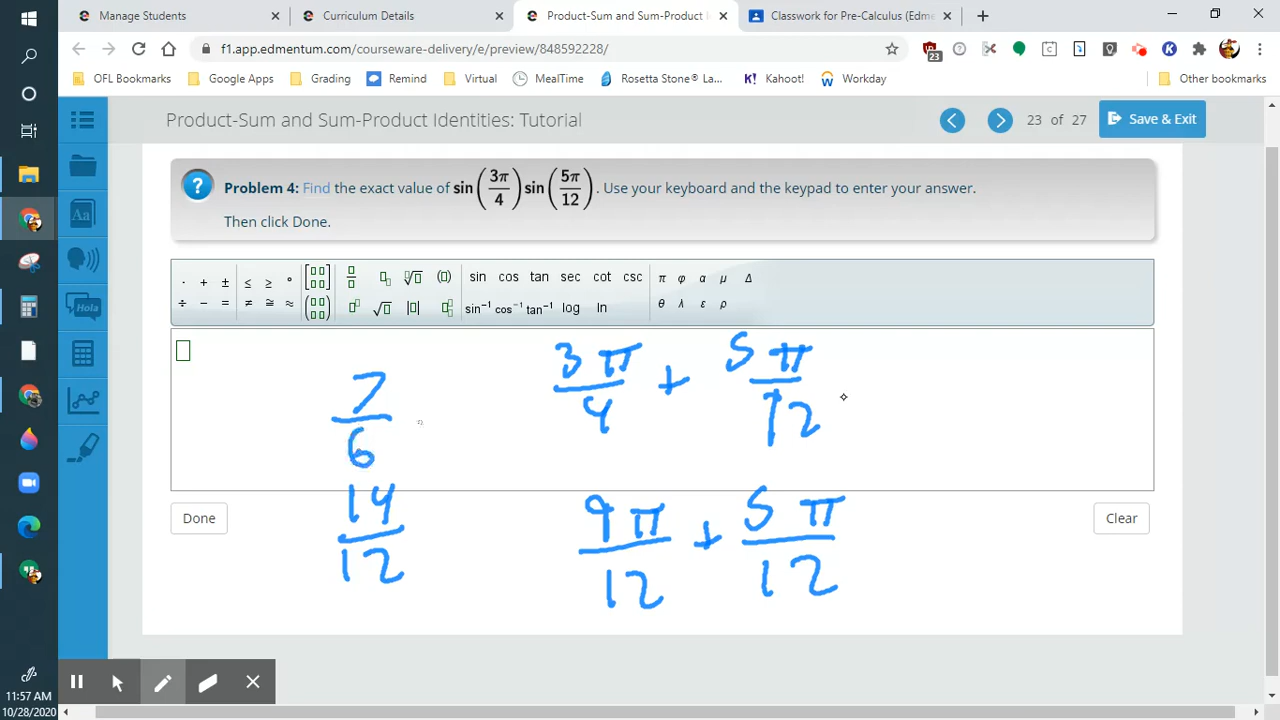 Manage Students
Curriculum Details
Product-Sum and Sum-Product I
Classwork for Pre-Calculus (Edme
f1.app.edmentum.com/courseware-delivery/e/preview/848592228/
23
OFL Bookmarks
Google Apps
Grading
Virtual
Remind
MealTime
Rosetta Stone® La...
K! Kahoot!
Workday
Other bookmarks
Product-Sum and Sum-Product Identities: Tutorial
23 of 27
Save & Exit
? Problem 4: Find the exact value of sin(3π/4)sin(5π/12). Use your keyboard and the keypad to enter your answer.
Then click Done.
Aa
Hola
· + ± ≤ ≥ ° sin cos tan sec cot csc π φ α μ Δ
÷ − = ≠ ≅ ≈ sin⁻¹ cos⁻¹ tan⁻¹ log ln θ λ ε ρ
3π/4 + 5π/12
7/6
14/12
9π/12 + 5π/12
Done
Clear
11:57 AM
10/28/2020